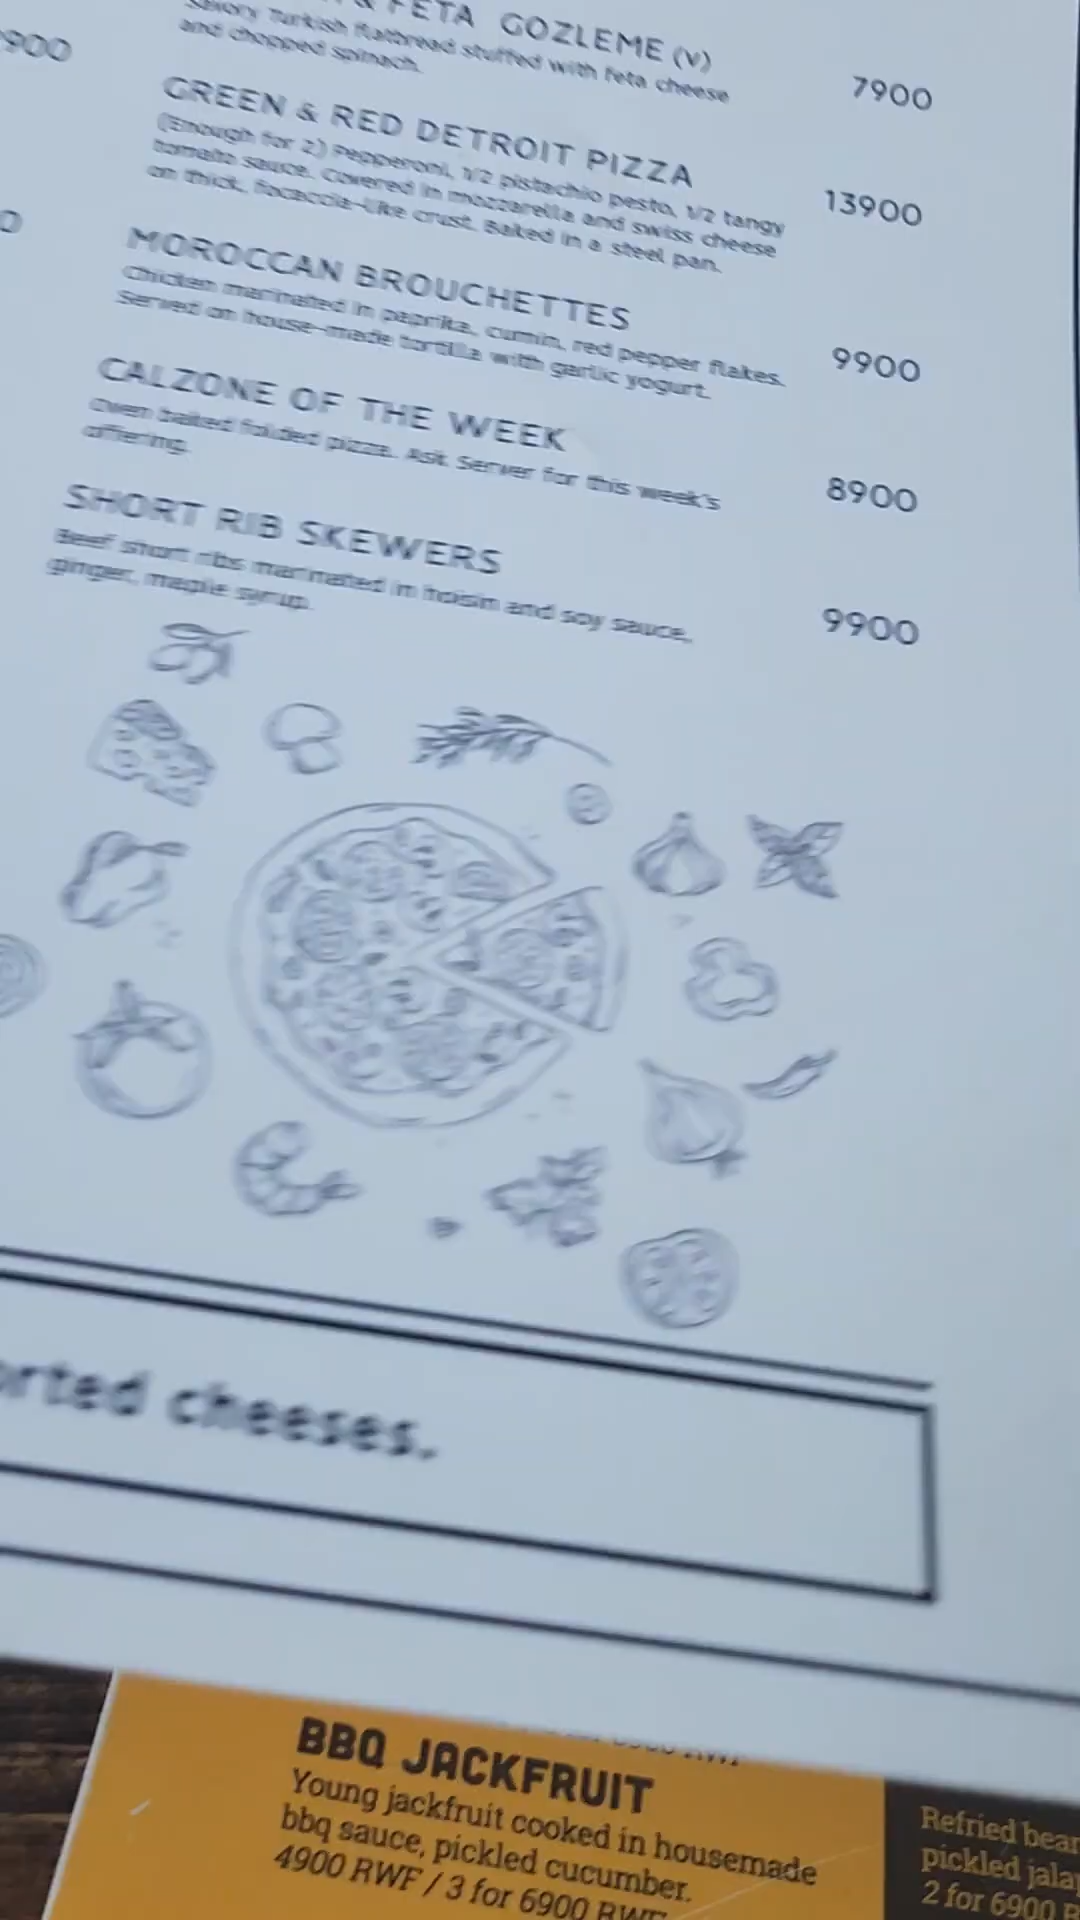 & FETA GOZLEME (v)
Savory Turkish flatbread stuffed with feta cheese
and chopped spinach.
7900
GREEN & RED DETROIT PIZZA
(Enough for 2) Pepperoni, 1/2 pistachio pesto, 1/2 tangy
tomato sauce. Covered in mozzarella and swiss cheese
on thick, focaccia-like crust. Baked in a steel pan.
13900
MOROCCAN BROUCHETTES
Chicken marinated in paprika, cumin, red pepper flakes.
Served on house-made tortilla with garlic yogurt.
9900
CALZONE OF THE WEEK
Oven baked folded pizza. Ask Server for this week's
offering.
8900
SHORT RIB SKEWERS
Beef short ribs marinated in hoisin and soy sauce,
ginger, maple syrup.
9900
cheeses.
BBQ JACKFRUIT
Young jackfruit cooked in housemade
bbq sauce, pickled cucumber.
4900 RWF / 3 for 6900 RWF
Refried
pickled
2 for 6900